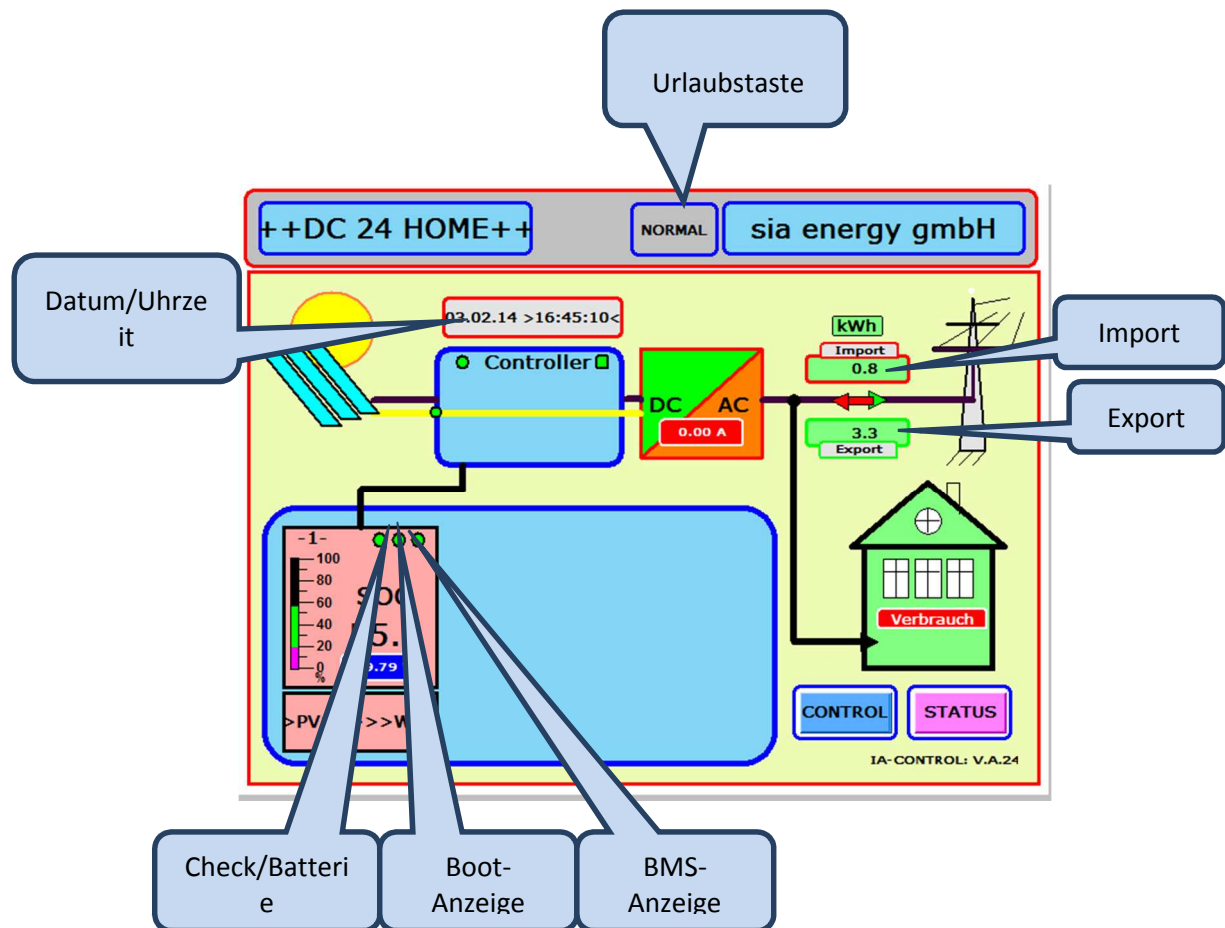 Urlaubstaste
++DC 24 HOME++
NORMAL
sia energy gmbH
Datum/Uhrze
it
03.02.14 >16:45:10<
kWh
Import
0.8
Import
Controller
DC
AC
0.00 A
3.3
Export
Export
-1-
100
80
60
40
20
0
%
Verbrauch
CONTROL
STATUS
IA-CONTROL: V.A.24
Check/Batteri
e
Boot-
Anzeige
BMS-
Anzeige